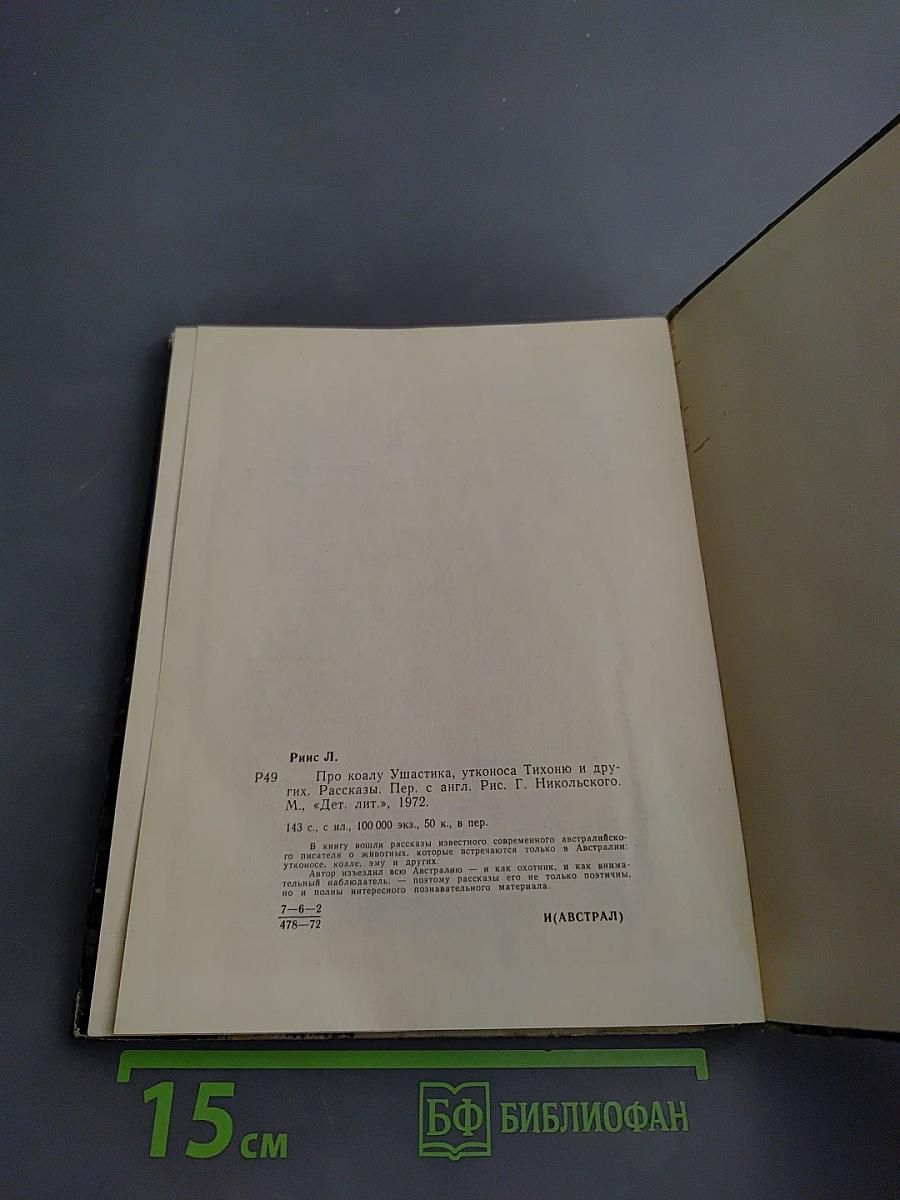 Риис Л.
Р49 Про коалу Ушастика, утконоса Тихоню и дру-
гих. Рассказы. Пер. с англ. Рис. Г. Никольского.
М., «Дет. лит.», 1972.
143 с., с ил., 100 000 экз., 50 к., в пер.
В книгу вошли рассказы известного современного австралийско-
го писателя о животных, которые встречаются только в Австралии:
утконосе, коале, эму и других.
Автор изъездил всю Австралию — и как охотник, и как внима-
тельный наблюдатель, — поэтому рассказы его не только поэтичны,
но и полны интересного познавательного материала.
7—6—2
478—72
И(АВСТРАЛ)
15 см
БФ БИБЛИОФАН